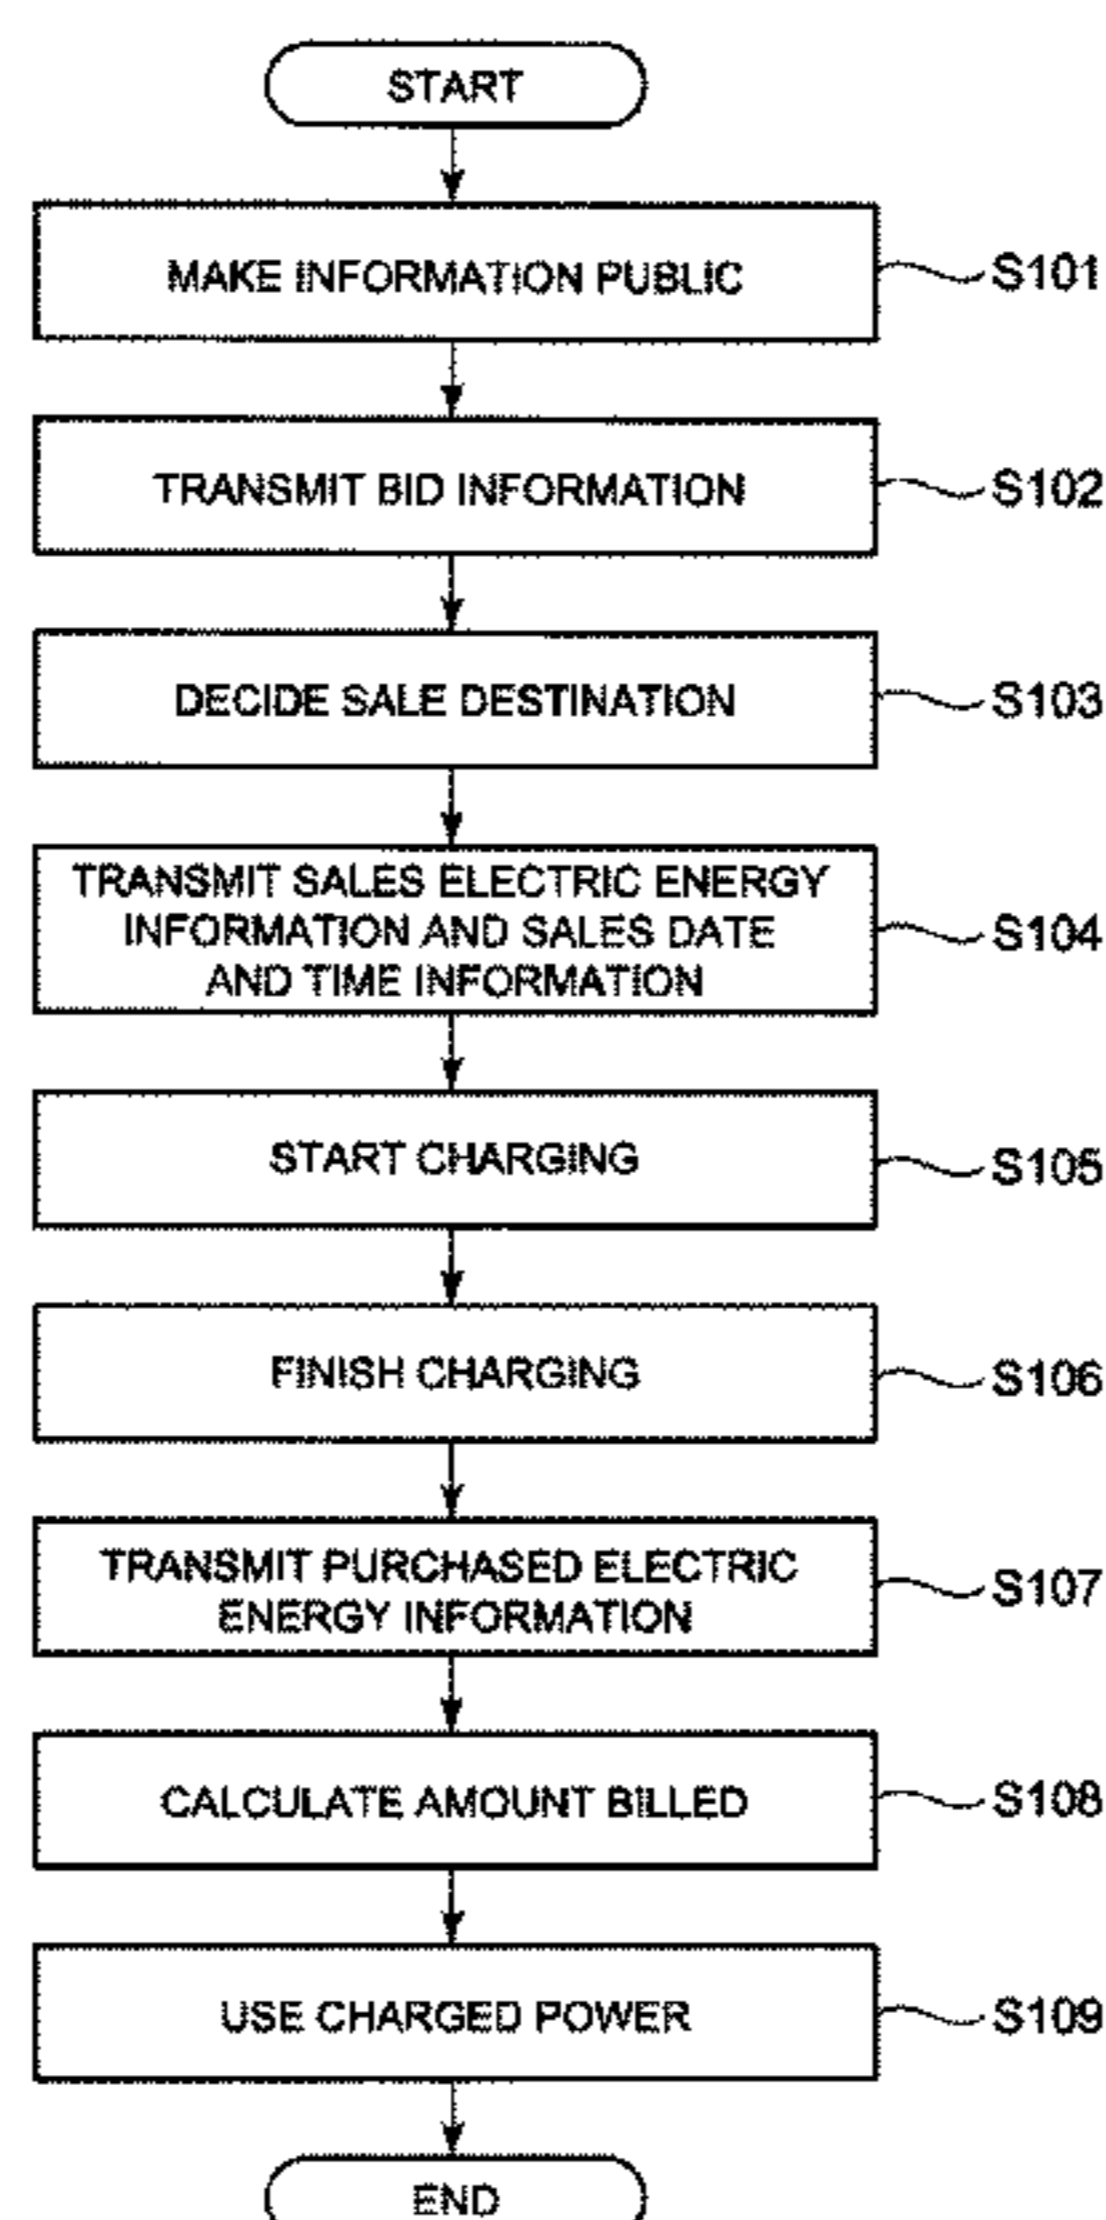 START
MAKE INFORMATION PUBLIC
S101
TRANSMIT BID INFORMATION
S102
DECIDE SALE DESTINATION
S103
TRANSMIT SALES ELECTRIC ENERGY
INFORMATION AND SALES DATE
AND TIME INFORMATION
S104
START CHARGING
S105
FINISH CHARGING
S106
TRANSMIT PURCHASED ELECTRIC
ENERGY INFORMATION
S107
CALCULATE AMOUNT BILLED
S108
USE CHARGED POWER
S109
END